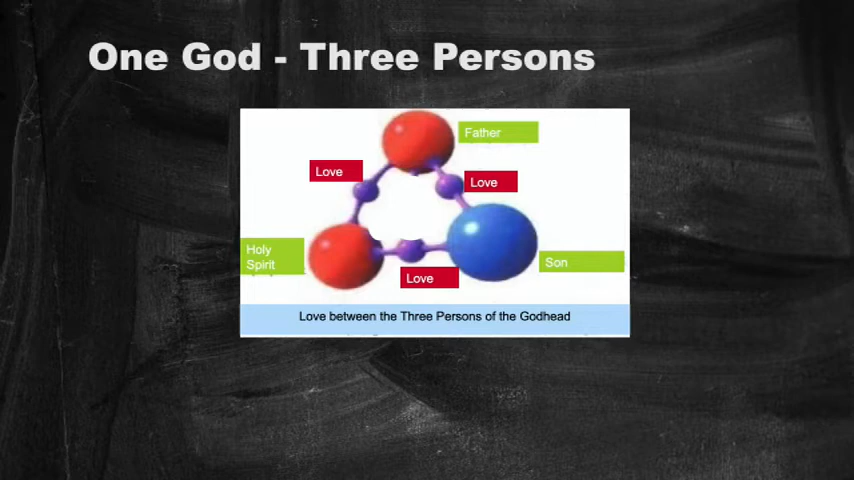 One God - Three Persons
Father
Love
Love
Holy
Spirit
Son
Love
Love between the Three Persons of the Godhead